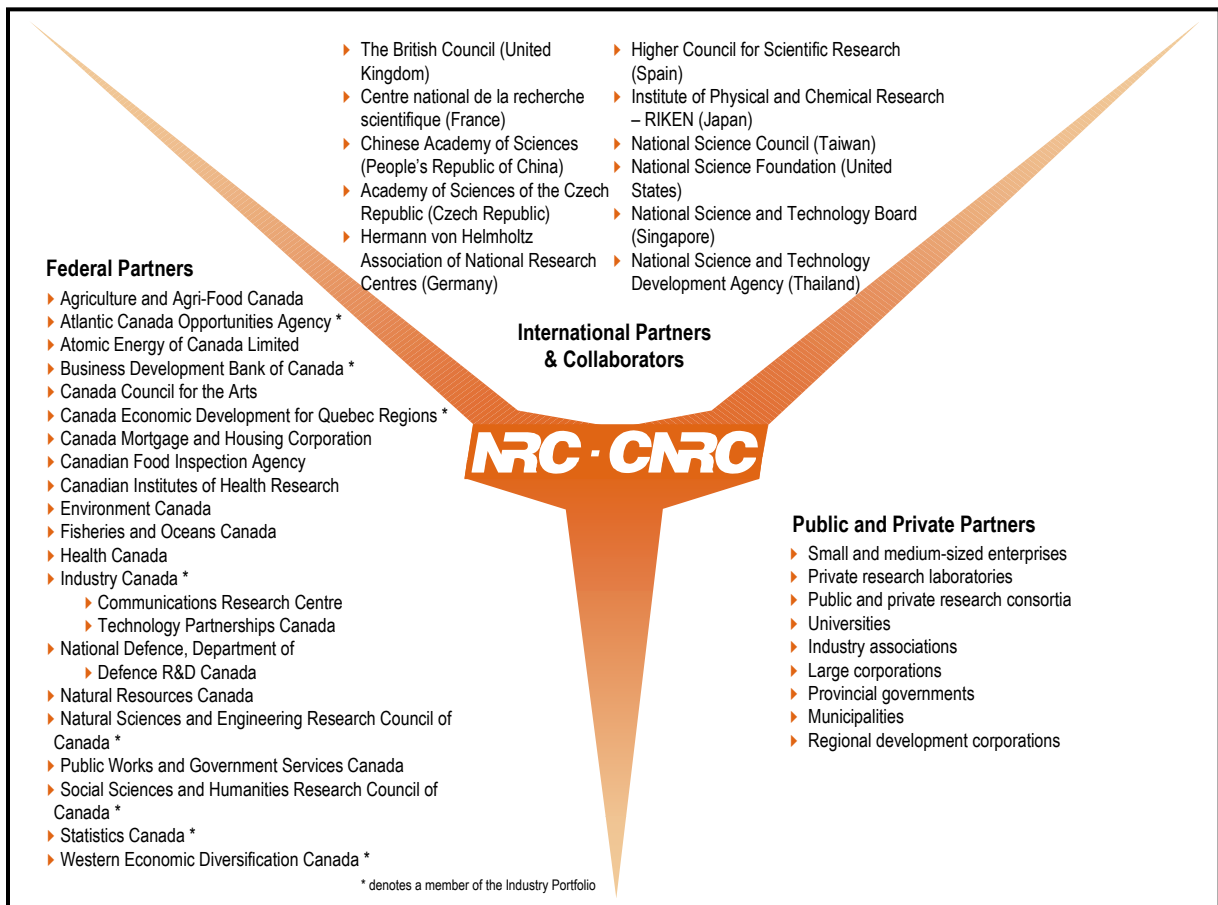 The British Council (United
Kingdom)
Centre national de la recherche
scientifique (France)
Chinese Academy of Sciences
(People's Republic of China)
Academy of Sciences of the Czech
Republic (Czech Republic)
Hermann von Helmholtz
Association of National Research
Centres (Germany)
Higher Council for Scientific Research
(Spain)
Institute of Physical and Chemical Research
– RIKEN (Japan)
National Science Council (Taiwan)
National Science Foundation (United
States)
National Science and Technology Board
(Singapore)
National Science and Technology
Development Agency (Thailand)
International Partners
& Collaborators
Federal Partners
Agriculture and Agri-Food Canada
Atlantic Canada Opportunities Agency *
Atomic Energy of Canada Limited
Business Development Bank of Canada *
Canada Council for the Arts
Canada Economic Development for Quebec Regions *
Canada Mortgage and Housing Corporation
Canadian Food Inspection Agency
Canadian Institutes of Health Research
Environment Canada
Fisheries and Oceans Canada
Health Canada
Industry Canada *
Communications Research Centre
Technology Partnerships Canada
National Defence, Department of
Defence R&D Canada
Natural Resources Canada
Natural Sciences and Engineering Research Council of
Canada *
Public Works and Government Services Canada
Social Sciences and Humanities Research Council of
Canada *
Statistics Canada *
Western Economic Diversification Canada *
* denotes a member of the Industry Portfolio
NRC · CNRC
Public and Private Partners
Small and medium-sized enterprises
Private research laboratories
Public and private research consortia
Universities
Industry associations
Large corporations
Provincial governments
Municipalities
Regional development corporations